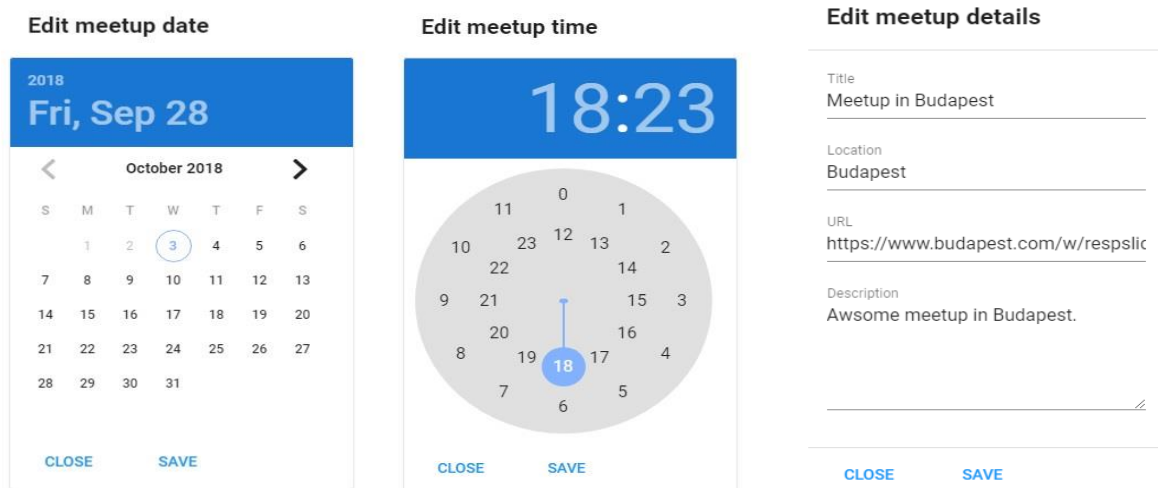 Edit meetup date
2018
Fri, Sep 28
October 2018
S M T W T F S
1 2 3 4 5 6
7 8 9 10 11 12 13
14 15 16 17 18 19 20
21 22 23 24 25 26 27
28 29 30 31
CLOSE SAVE
Edit meetup time
18:23
0
11 1
12
23 13
10 2
22 14
9 21 15 3
20 16
8 19 18 17 4
7 5
6
CLOSE SAVE
Edit meetup details
Title
Meetup in Budapest
Location
Budapest
URL
https://www.budapest.com/w/respslic
Description
Awsome meetup in Budapest.
CLOSE SAVE